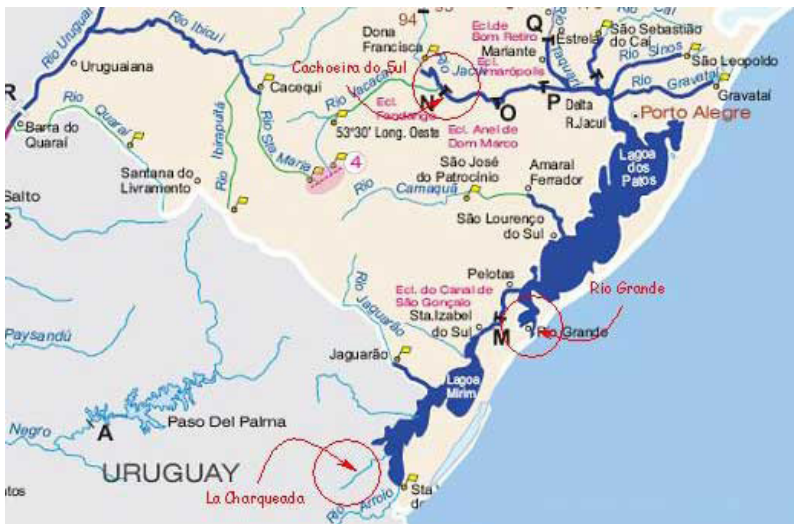 94
Dona
Francisca
Rio Ibicuí
Rio Uruguai
Uruguaiana
Cachoeira do Sul
Cacequi
Rio Vacacaí
53°30' Long. Oeste
Ecl.
Fandango
Rio
Jacuí
N
Ecl.
Amarópolis
Ecl.de
Bom Retiro
Mariante
Q
Estrela
Taquari
São Sebastião
do Caí
Rio Sinos
São Leopoldo
Rio Gravataí
Gravataí
O
P
Delta
R.Jacuí
Porto Alegre
Ecl. Anel de
Dom Marco
R
Rio
Quaraí
Barra do
Quaraí
Rio Ibirapuitã
Rio Sta. Maria
4
Santana do
Livramento
Salto
B
São José
do Patrocínio
Rio Camaquã
Amaral
Ferrador
Lagoa
dos
Patos
São Lourenço
do Sul
Pelotas
Ecl. do Canal de
São Gonçalo
Sta.Izabel
do Sul
M
Rio Grande
Rio Grande
Rio Jaguarão
Jaguarão
Paysandú
Lagoa
Mirim
Paso Del Palma
A
Negro
URUGUAY
La Charqueada
Rio Arroio
Sta